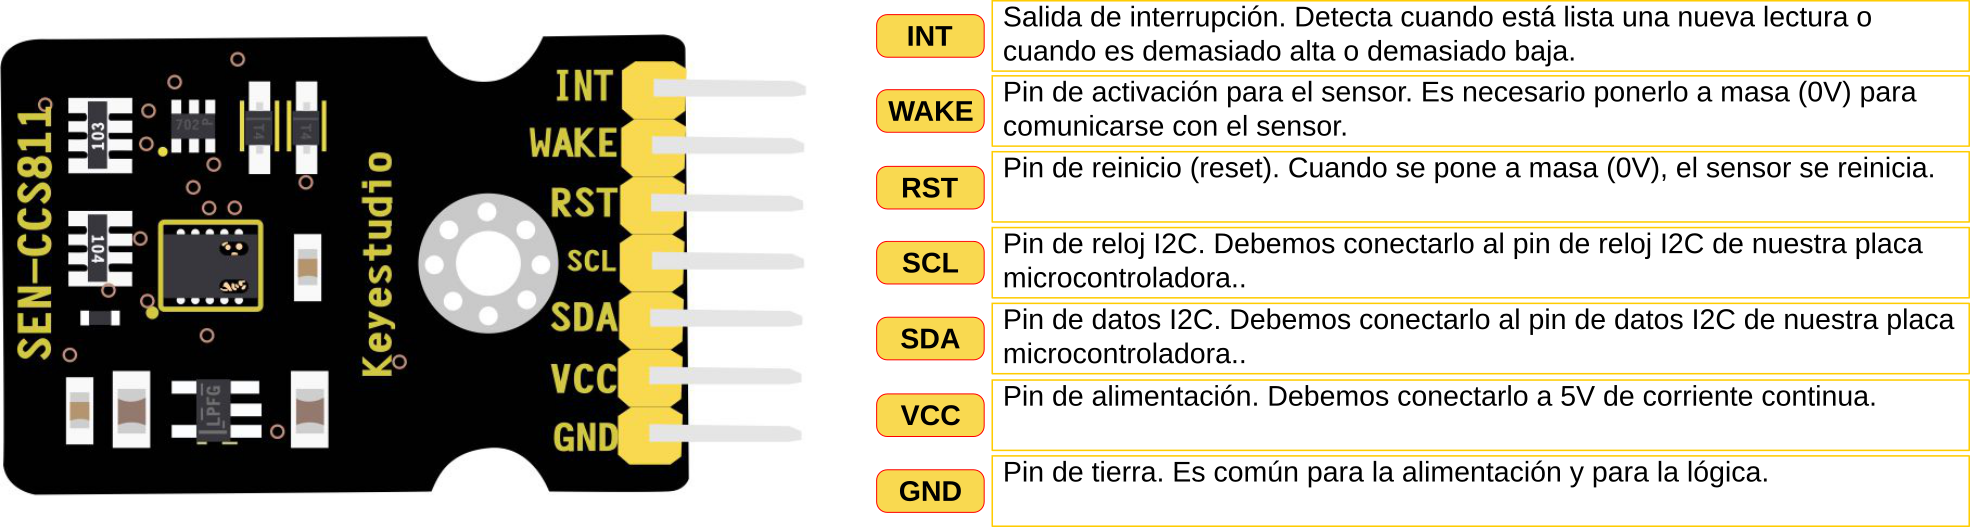 SEN-CCS811
103
104
702
T4
T4
LPFG
Keyestudio
INT
WAKE
RST
SCL
SDA
VCC
GND
INT
Salida de interrupción. Detecta cuando está lista una nueva lectura o
cuando es demasiado alta o demasiado baja.
WAKE
Pin de activación para el sensor. Es necesario ponerlo a masa (0V) para
comunicarse con el sensor.
RST
Pin de reinicio (reset). Cuando se pone a masa (0V), el sensor se reinicia.
SCL
Pin de reloj I2C. Debemos conectarlo al pin de reloj I2C de nuestra placa
microcontroladora..
SDA
Pin de datos I2C. Debemos conectarlo al pin de datos I2C de nuestra placa
microcontroladora..
VCC
Pin de alimentación. Debemos conectarlo a 5V de corriente continua.
GND
Pin de tierra. Es común para la alimentación y para la lógica.